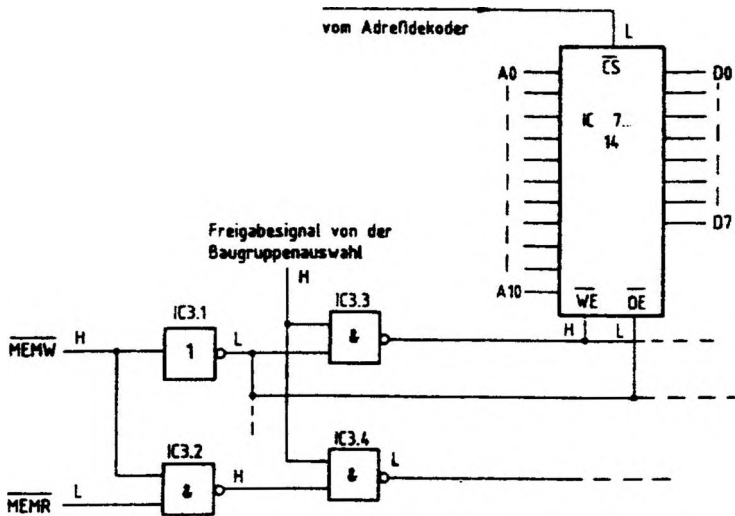 vom Adreßdekoder
L
A0
CS
D0
IC 7...
14
Freigabesignal von der
Baugruppenauswahl
D7
H
A10
WE
OE
IC3.1
IC3.3
H
L
MEMW
H
1
L
&
IC3.2
IC3.4
MEMR
L
&
H
&
L